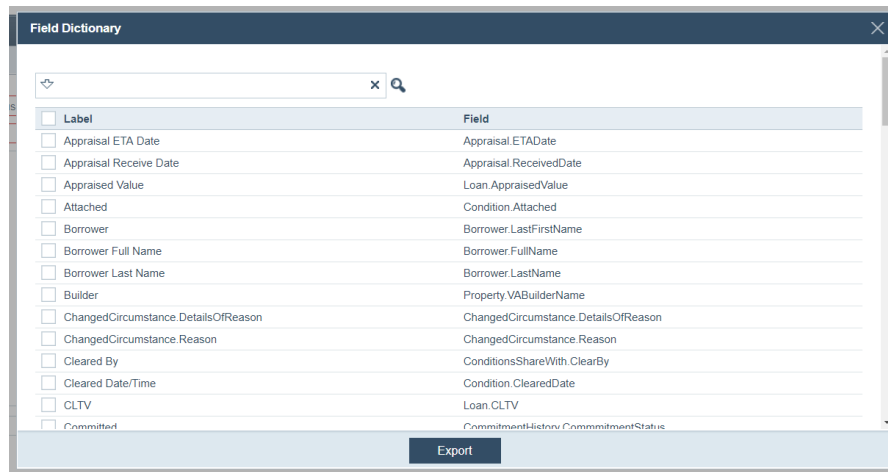 Field Dictionary
Label Field
Appraisal ETA Date Appraisal.ETADate
Appraisal Receive Date Appraisal.ReceivedDate
Appraised Value Loan.AppraisedValue
Attached Condition.Attached
Borrower Borrower.LastFirstName
Borrower Full Name Borrower.FullName
Borrower Last Name Borrower.LastName
Builder Property.VABuilderName
ChangedCircumstance.DetailsOfReason ChangedCircumstance.DetailsOfReason
ChangedCircumstance.Reason ChangedCircumstance.Reason
Cleared By ConditionsShareWith.ClearBy
Cleared Date/Time Condition.ClearedDate
CLTV Loan.CLTV
Committed CommitmentHistory.CommmitmentStatus
Export